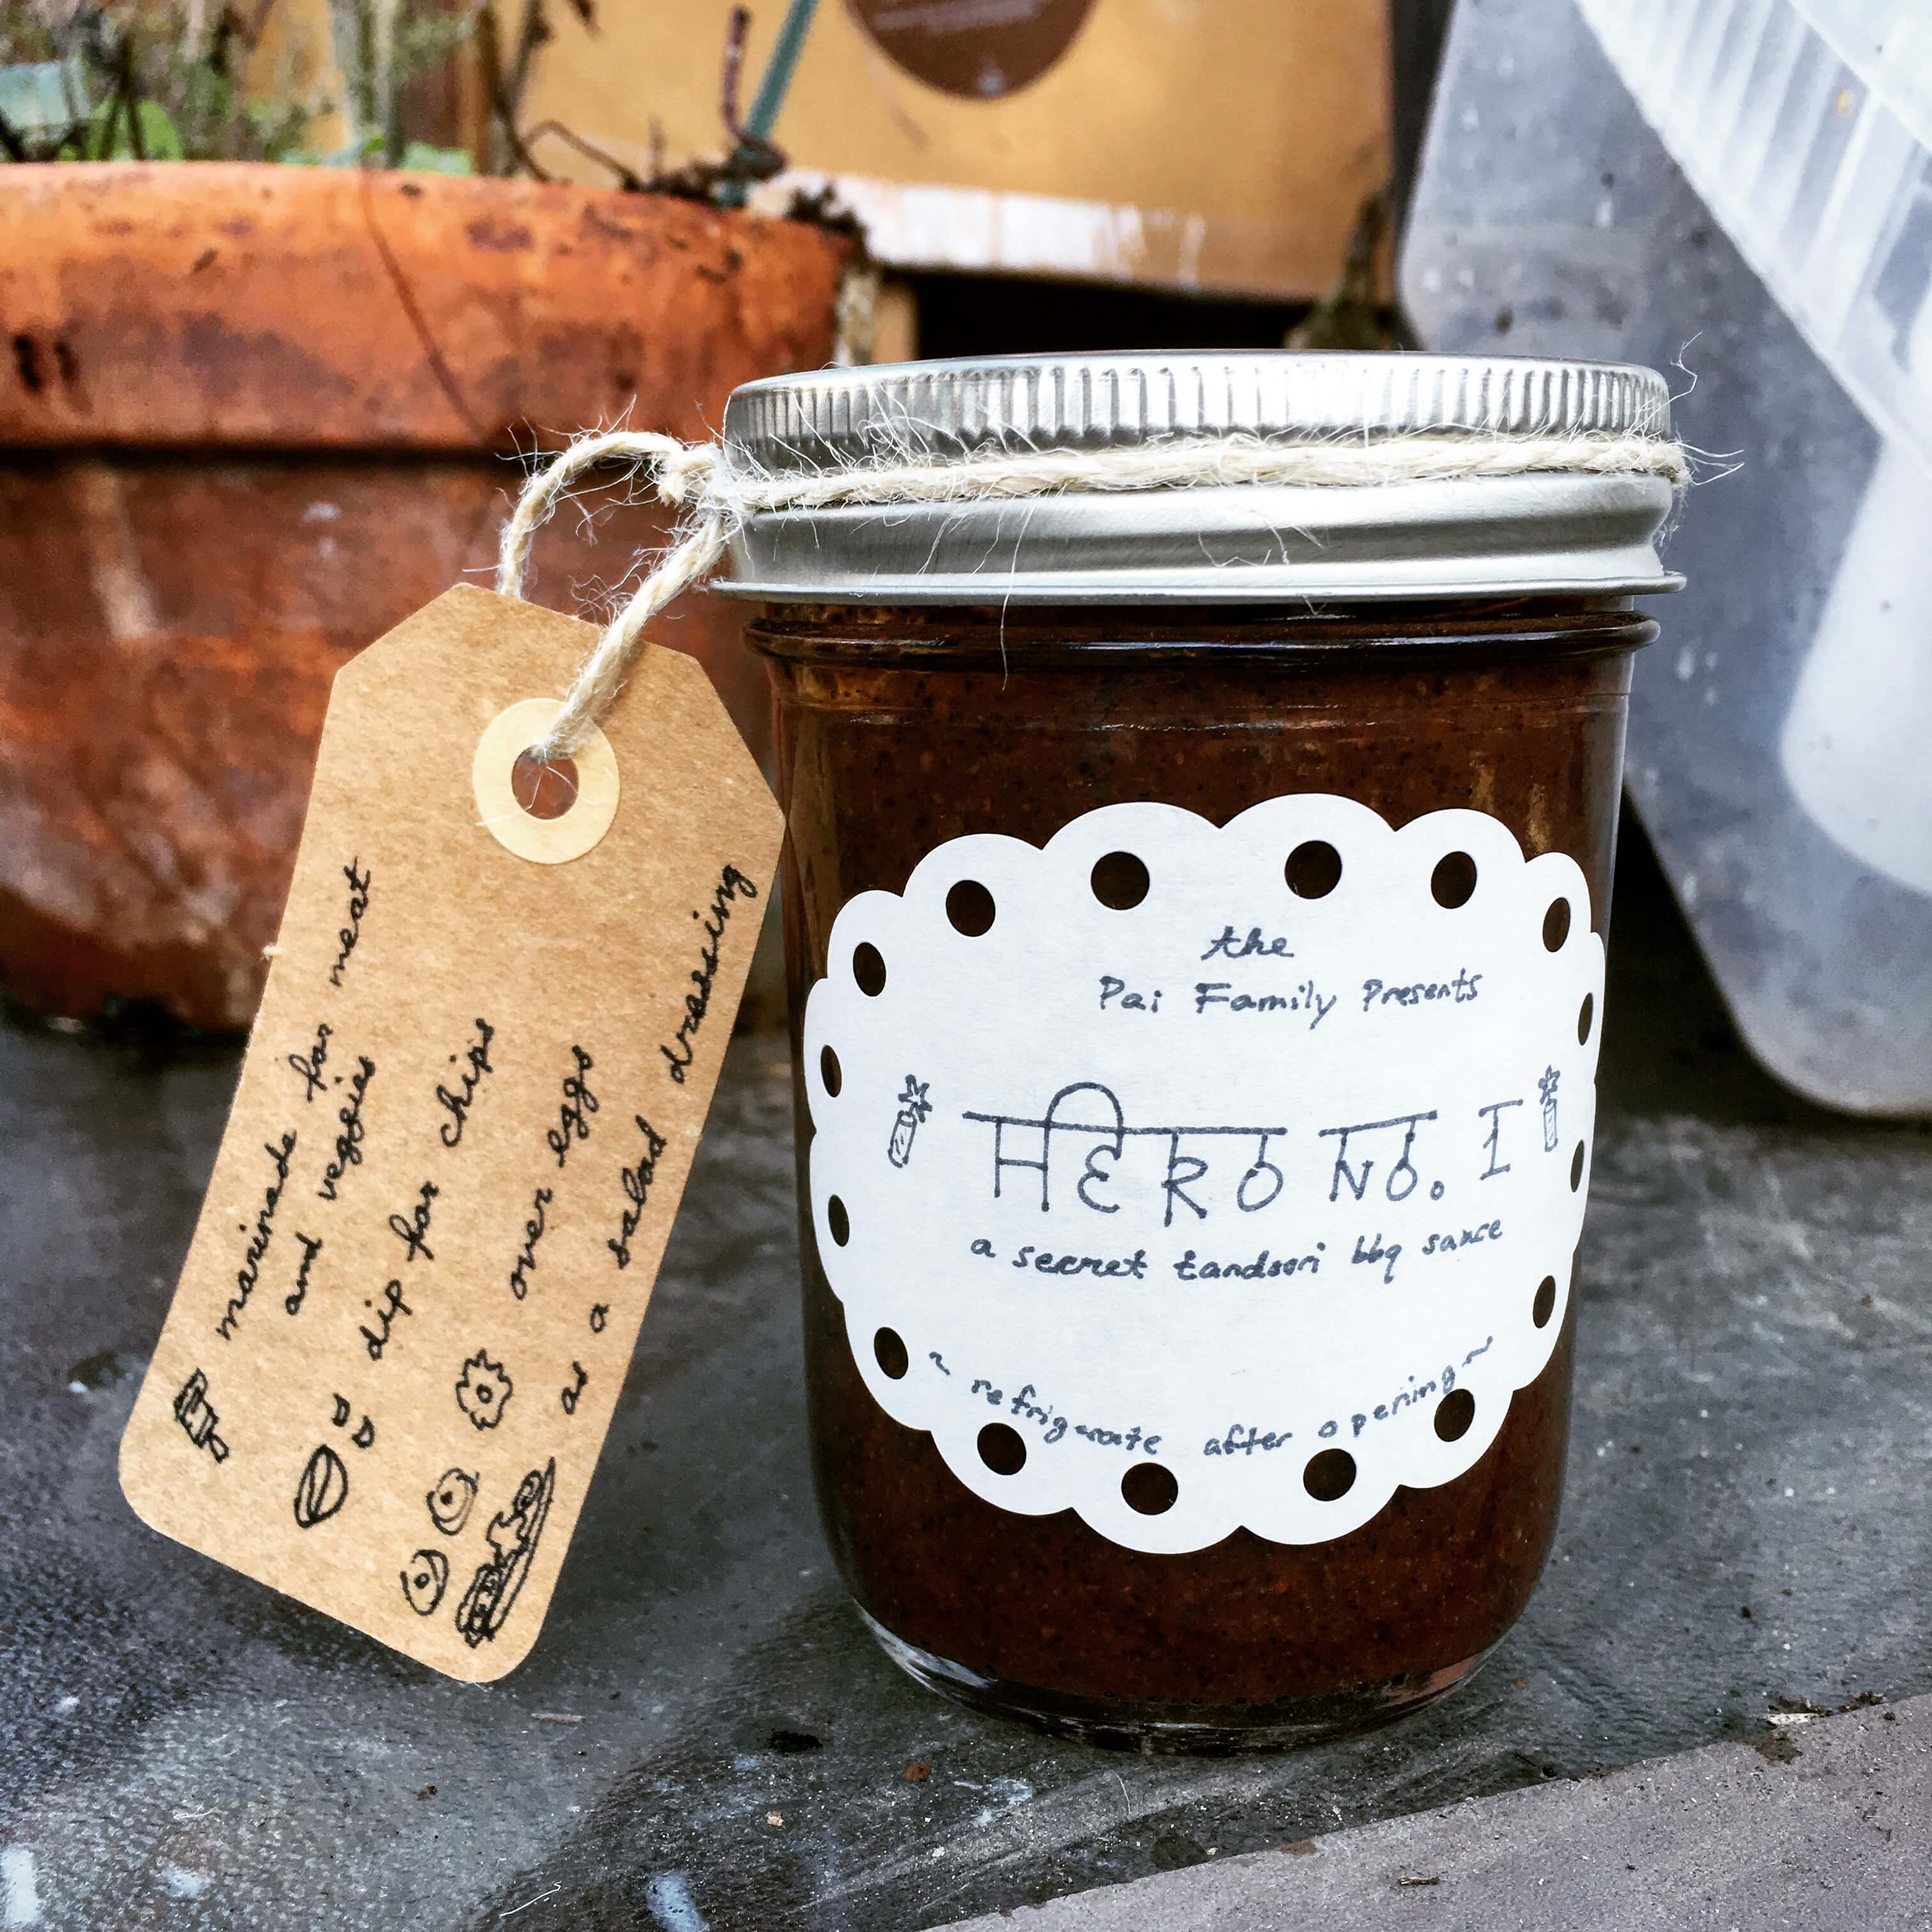 the
Pai Family Presents
HERO NO. 1
a secret tandoori bbq sauce
~ refrigerate after opening ~
marinade for meat
and veggies
dip for chips
over eggs
as a salad dressing